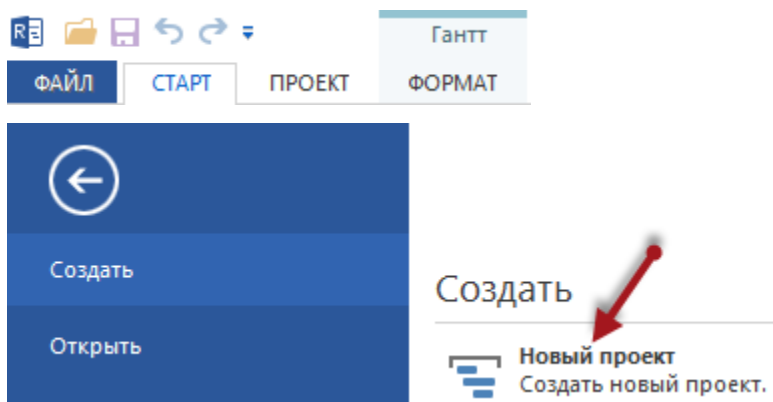 Гантт
ФАЙЛ СТАРТ ПРОЕКТ ФОРМАТ
Создать
Открыть
Создать
Новый проект
Создать новый проект.